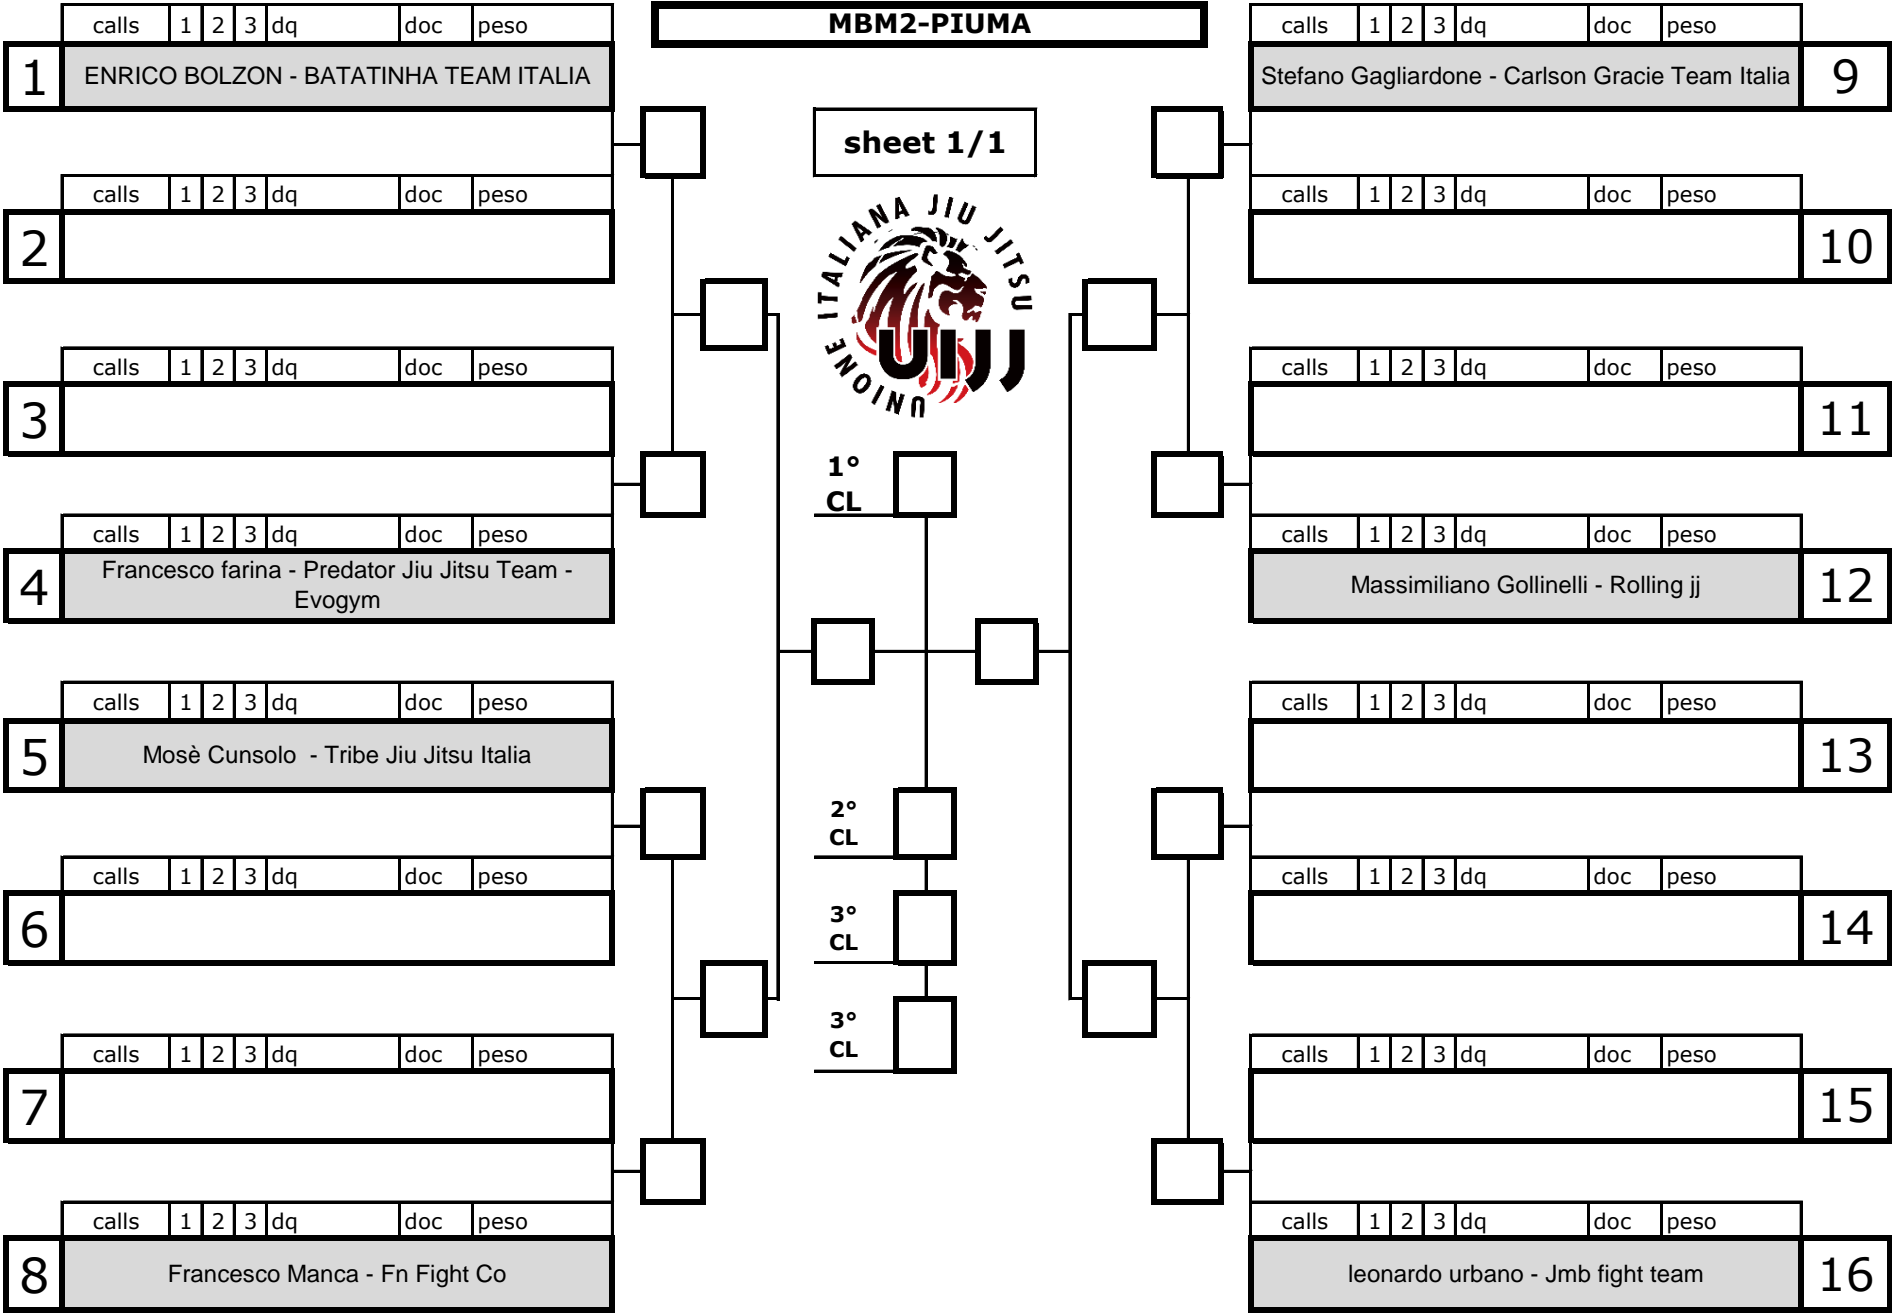 MBM2-PIUMA
sheet 1/1
UNIONE ITALIANA JIU JITSU
UIJJ
calls 1 2 3 dq doc peso
1 ENRICO BOLZON - BATATINHA TEAM ITALIA
calls 1 2 3 dq doc peso
2
calls 1 2 3 dq doc peso
3
calls 1 2 3 dq doc peso
4 Francesco farina - Predator Jiu Jitsu Team -
Evogym
calls 1 2 3 dq doc peso
5 Mosè Cunsolo  - Tribe Jiu Jitsu Italia
calls 1 2 3 dq doc peso
6
calls 1 2 3 dq doc peso
7
calls 1 2 3 dq doc peso
8 Francesco Manca - Fn Fight Co
1°
CL
2°
CL
3°
CL
3°
CL
calls 1 2 3 dq doc peso
Stefano Gagliardone - Carlson Gracie Team Italia 9
calls 1 2 3 dq doc peso
10
calls 1 2 3 dq doc peso
11
calls 1 2 3 dq doc peso
Massimiliano Gollinelli - Rolling jj 12
calls 1 2 3 dq doc peso
13
calls 1 2 3 dq doc peso
14
calls 1 2 3 dq doc peso
15
calls 1 2 3 dq doc peso
leonardo urbano - Jmb fight team 16